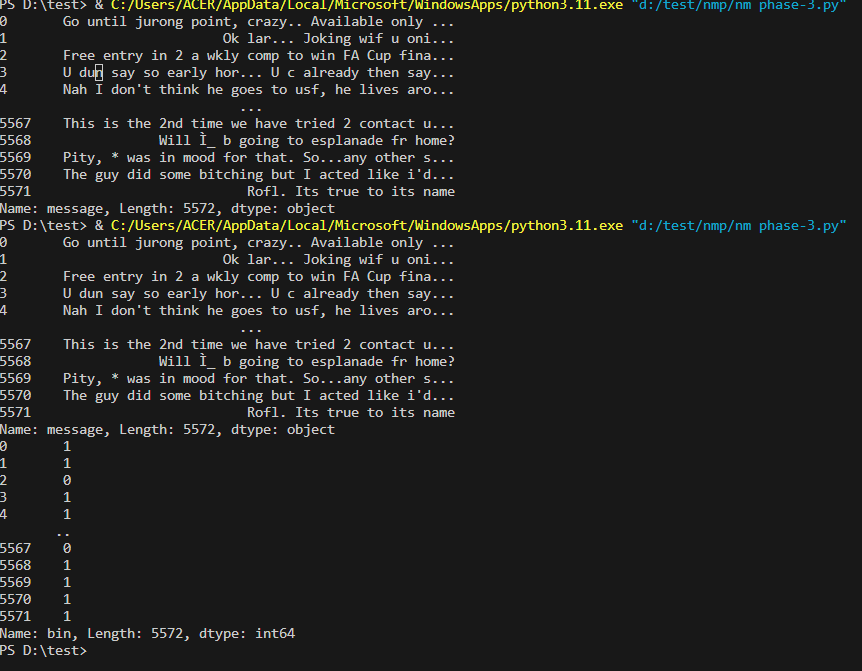 PS D:\test> & C:/Users/ACER/AppData/Local/Microsoft/WindowsApps/python3.11.exe "d:/test/nmp/nm phase-3.py"
0       Go until jurong point, crazy.. Available only ...
1                           Ok lar... Joking wif u oni...
2       Free entry in 2 a wkly comp to win FA Cup fina...
3       U dun say so early hor... U c already then say...
4       Nah I don't think he goes to usf, he lives aro...
                              ...
5567    This is the 2nd time we have tried 2 contact u...
5568                Will Ì_ b going to esplanade fr home?
5569    Pity, * was in mood for that. So...any other s...
5570    The guy did some bitching but I acted like i'd...
5571                           Rofl. Its true to its name
Name: message, Length: 5572, dtype: object
PS D:\test> & C:/Users/ACER/AppData/Local/Microsoft/WindowsApps/python3.11.exe "d:/test/nmp/nm phase-3.py"
0       Go until jurong point, crazy.. Available only ...
1                           Ok lar... Joking wif u oni...
2       Free entry in 2 a wkly comp to win FA Cup fina...
3       U dun say so early hor... U c already then say...
4       Nah I don't think he goes to usf, he lives aro...
                              ...
5567    This is the 2nd time we have tried 2 contact u...
5568                Will Ì_ b going to esplanade fr home?
5569    Pity, * was in mood for that. So...any other s...
5570    The guy did some bitching but I acted like i'd...
5571                           Rofl. Its true to its name
Name: message, Length: 5572, dtype: object
0       1
1       1
2       0
3       1
4       1
       ..
5567    0
5568    1
5569    1
5570    1
5571    1
Name: bin, Length: 5572, dtype: int64
PS D:\test>